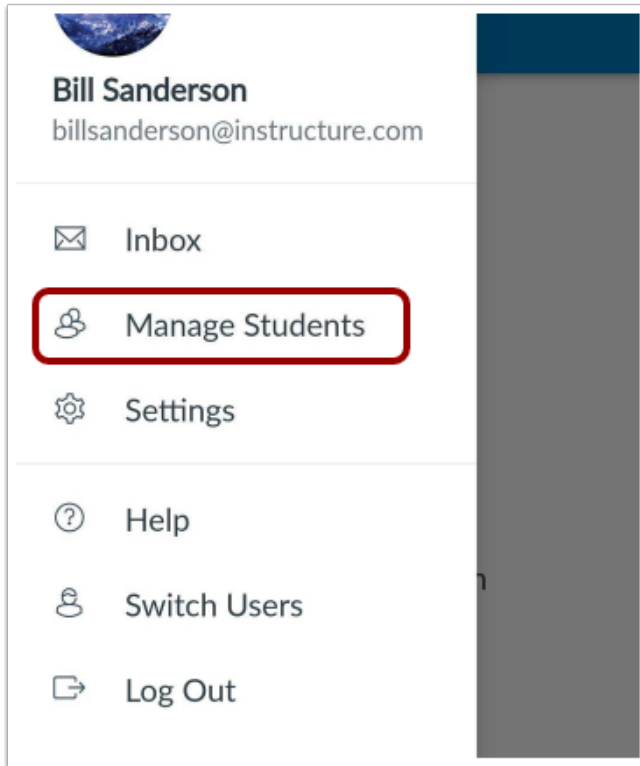 Bill Sanderson
billsanderson@instructure.com
Inbox
Manage Students
Settings
Help
Switch Users
Log Out